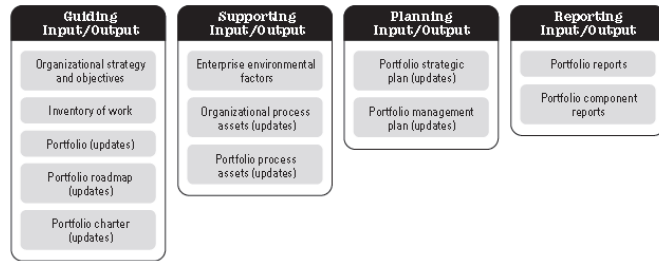 Guiding
Input/Output
Organizational strategy
and objectives
Inventory of work
Portfolio (updates)
Portfolio roadmap
(updates)
Portfolio charter
(updates)
Supporting
Input/Output
Enterprise environmental
factors
Organizational process
assets (updates)
Portfolio process
assets (updates)
Planning
Input/Output
Portfolio strategic
plan (updates)
Portfolio management
plan (updates)
Reporting
Input/Output
Portfolio reports
Portfolio component
reports